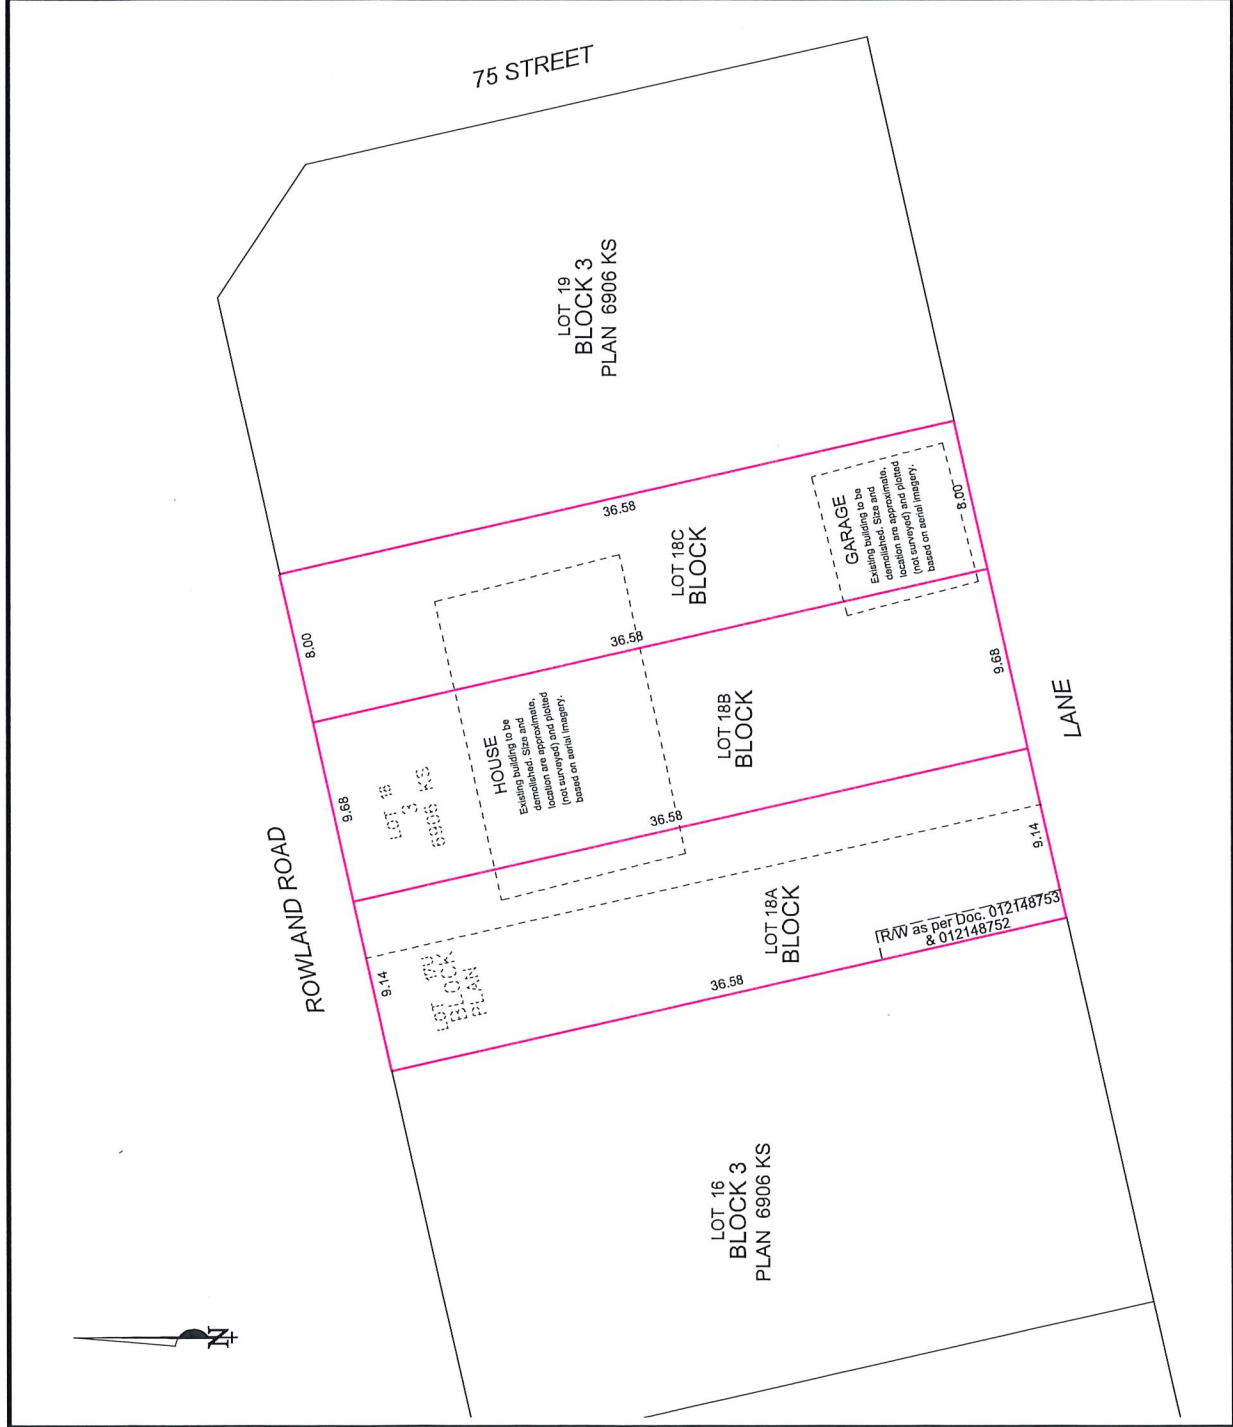 75 STREET
LOT 19
BLOCK 3
PLAN 6906 KS
36.58
LOT 18C
BLOCK
GARAGE
Existing building to be
demolished. Size and
location are approximate,
(not surveyed) and plotted
based on aerial imagery.
8.00
8.00
36.58
HOUSE
Existing building to be
demolished. Size and
location are approximate,
(not surveyed) and plotted
based on aerial imagery.
LOT 18B
BLOCK
9.68
LANE
9.68
LOT 18
3
6906 KS
36.58
ROWLAND ROAD
9.14
LOT
BLOCK
PLAN
LOT 18A
BLOCK
9.14
R/W as per Doc. 012148753
& 012148752
36.58
LOT 16
BLOCK 3
PLAN 6906 KS
N